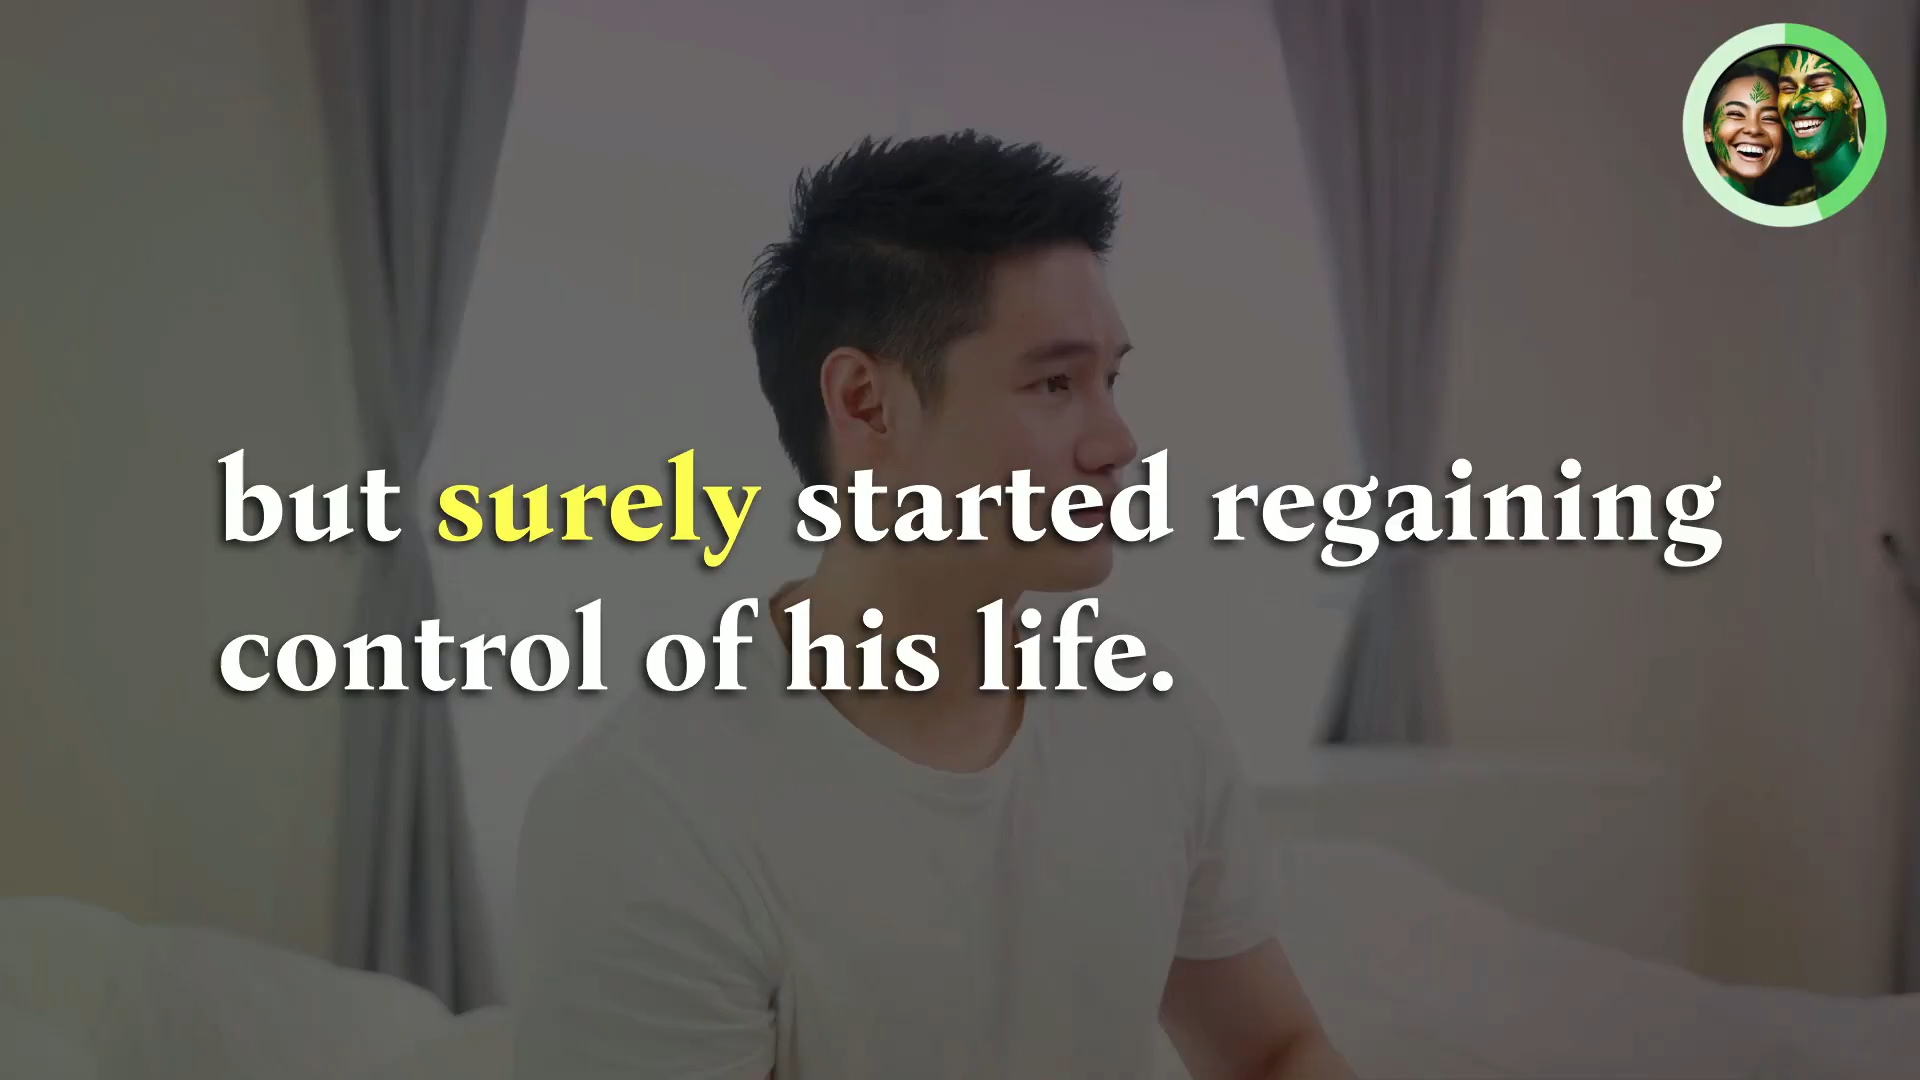 but surely started regaining
control of his life.